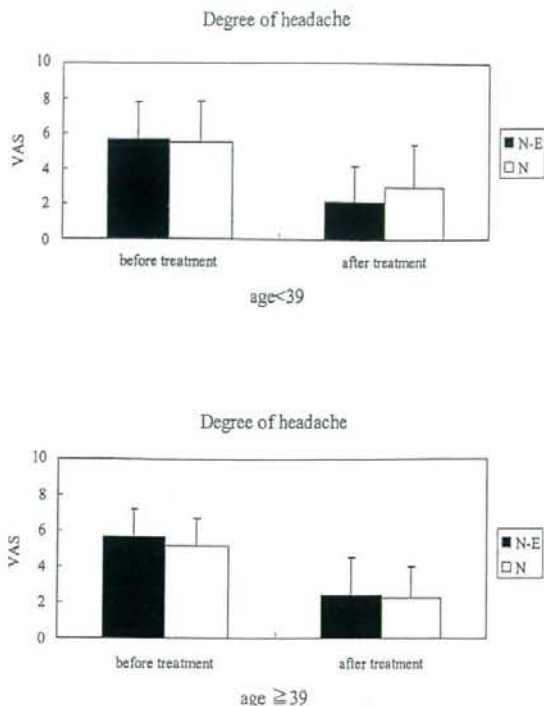 Degree of headache
10
8
6
4
2
0
VAS
N-E
N
before treatment after treatment
age<39
Degree of headache
10
8
6
4
2
0
VAS
N-E
N
before treatment after treatment
age ≧39